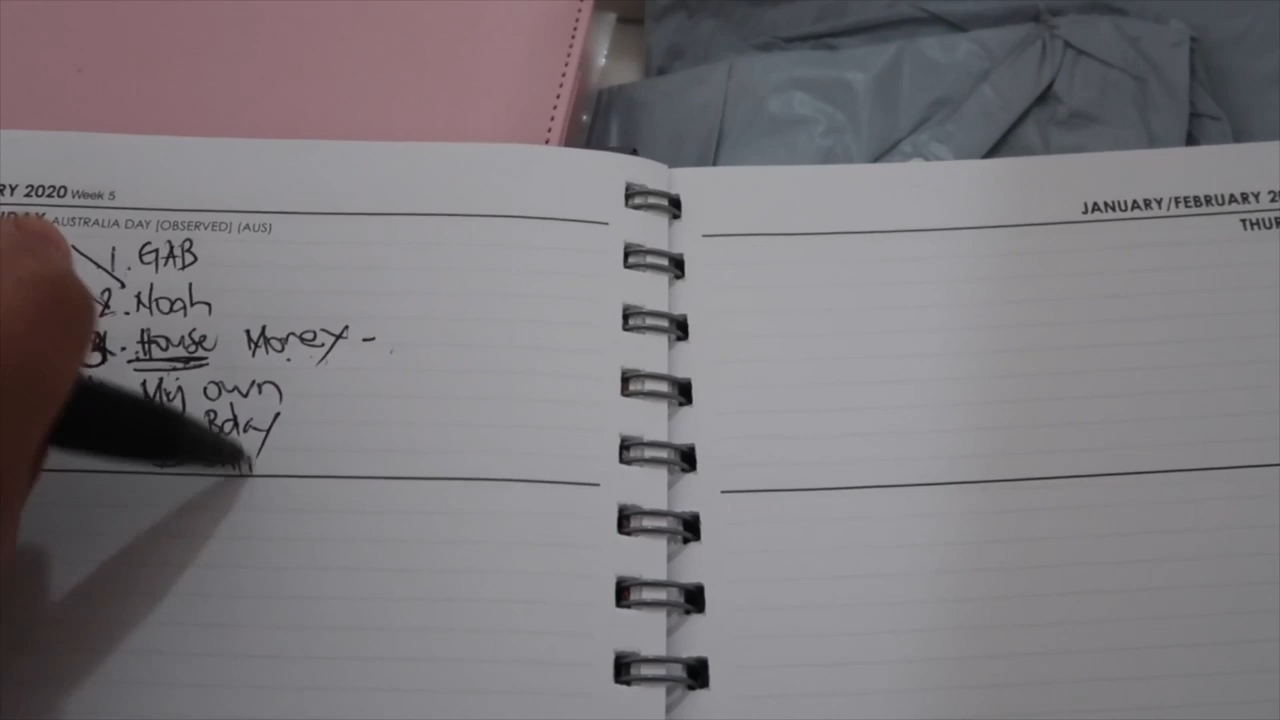 RY 2020 Week 5
AUSTRALIA DAY [OBSERVED] (AUS)
1. GAB
2. Noah
3. House Money -
My own
Bday
JANUARY/FEBRUARY 2
THUR